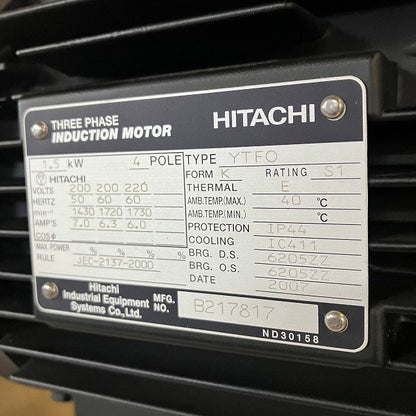 THREE PHASE
INDUCTION MOTOR
HITACHI
1.5 kW 4 POLE
HITACHI
VOLTS 200 200 220
HERTZ 50 60 60
min-1 1430 1720 1730
AMP'S 7.0 6.3 6.0
COSΦ
MAX. POWER % % % %
RULE JEC-2137-2000
Hitachi
Industrial Equipment
Systems Co.,Ltd.
TYPE YTFO
FORM K RATING S1
THERMAL E
AMB.TEMP.(MAX.) 40 °C
AMB.TEMP.(MIN.) °C
PROTECTION IP44
COOLING IC411
BRG. D.S. 6205ZZ
BRG. O.S. 6205ZZ
DATE 2007
MFG. NO. B217817
ND30158